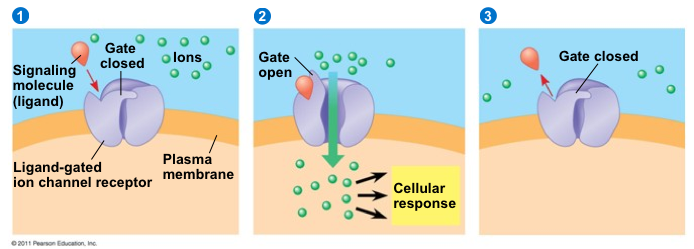 1
Signaling
molecule
(ligand)
Gate
closed
Ions
Ligand-gated
ion channel receptor
Plasma
membrane
2
Gate
open
Cellular
response
3
Gate closed
© 2011 Pearson Education, Inc.